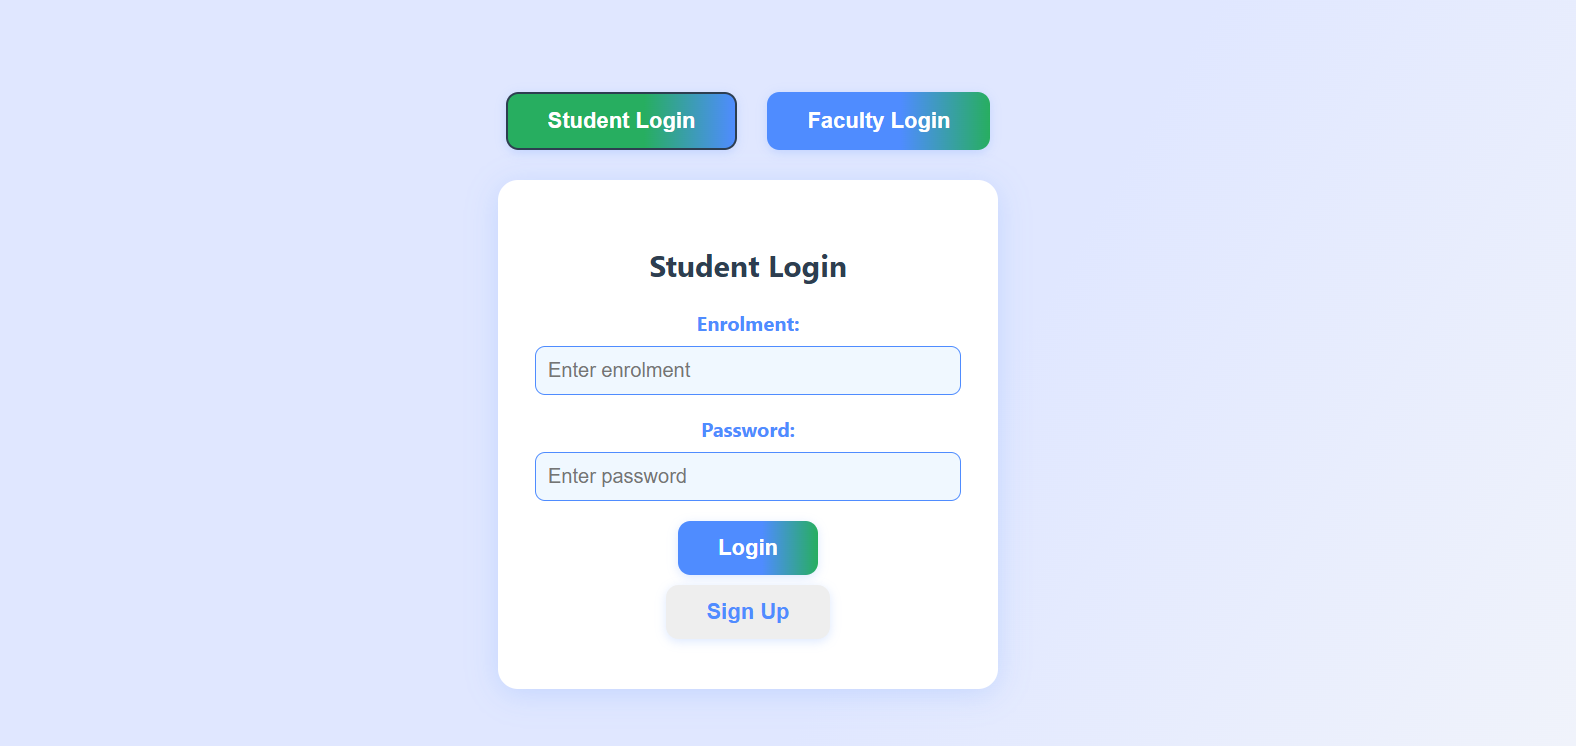 Student Login Faculty Login
Student Login
Enrolment:
Enter enrolment
Password:
Enter password
Login
Sign Up